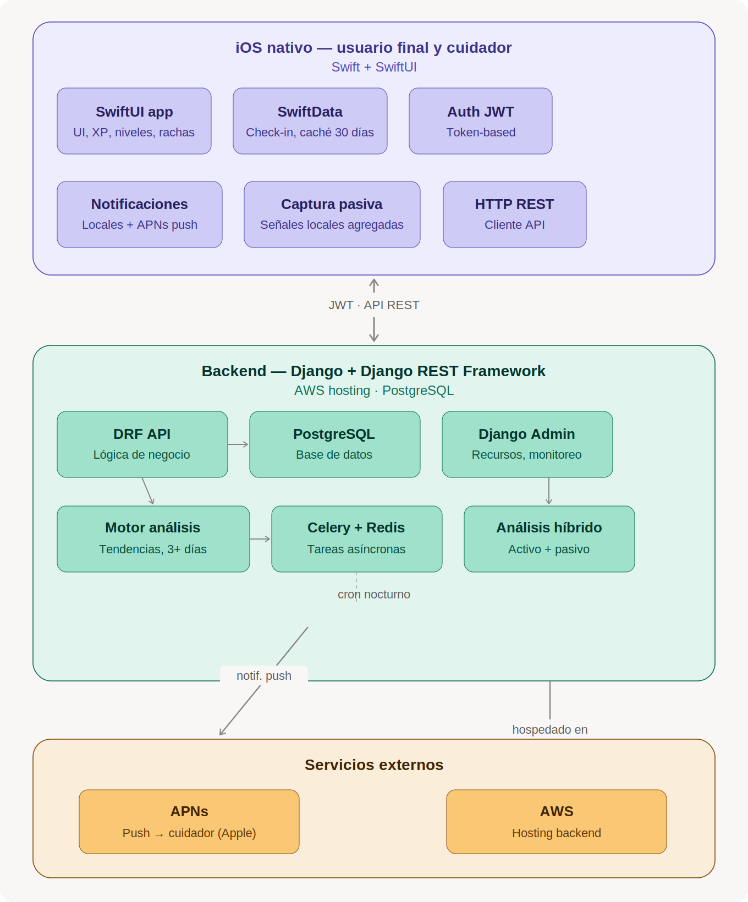 iOS nativo — usuario final y cuidador
Swift + SwiftUI
SwiftUI app
UI, XP, niveles, rachas
SwiftData
Check-in, caché 30 días
Auth JWT
Token-based
Notificaciones
Locales + APNs push
Captura pasiva
Señales locales agregadas
HTTP REST
Cliente API
JWT · API REST
Backend — Django + Django REST Framework
AWS hosting · PostgreSQL
DRF API
Lógica de negocio
PostgreSQL
Base de datos
Django Admin
Recursos, monitoreo
Motor análisis
Tendencias, 3+ días
Celery + Redis
Tareas asíncronas
Análisis híbrido
Activo + pasivo
cron nocturno
notif. push
hospedado en
Servicios externos
APNs
Push → cuidador (Apple)
AWS
Hosting backend